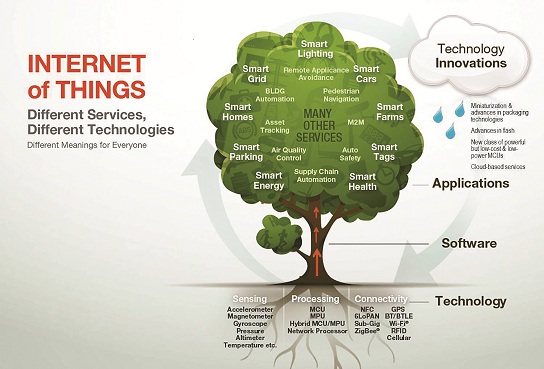 INTERNET
of THINGS
Different Services,
Different Technologies
Different Meanings for Everyone
Smart
Lighting
Smart
Grid
Remote Applicance
Avoidance
Smart
Cars
BLDG
Automation
Pedestrian
Navigation
Smart
Homes
MANY
OTHER
SERVICES
Smart
Farms
Asset
Tracking
M2M
Smart
Parking
Air Quality
Control
Auto
Safety
Smart
Tags
Smart
Energy
Supply Chain
Automation
Smart
Health
Technology
Innovations
Miniaturization &
advances in packaging
technologies
Advances in flash
New class of powerful
but low-cost & low-
power MCUs
Cloud-based services
Applications
Software
Technology
Sensing
Accelerometer
Magnetometer
Gyroscope
Pressure
Altimeter
Temperature etc.
Processing
MCU
MPU
Hybrid MCU/MPU
Network Processor
Connectivity
NFC
6LoPAN
Sub-Gig
ZigBee®
GPS
BT/BTLE
Wi-Fi®
RFID
Cellular